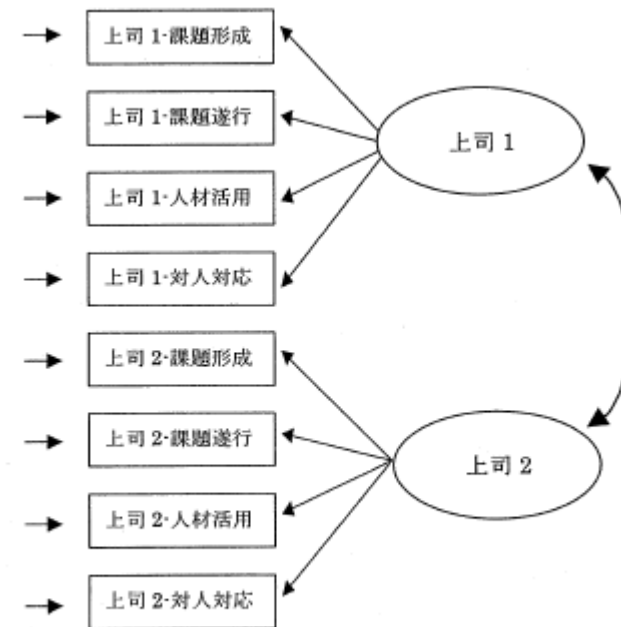 上司 1-課題形成
上司 1-課題遂行
上司 1
上司 1-人材活用
上司 1-対人対応
上司 2-課題形成
上司 2-課題遂行
上司 2
上司 2-人材活用
上司 2-対人対応